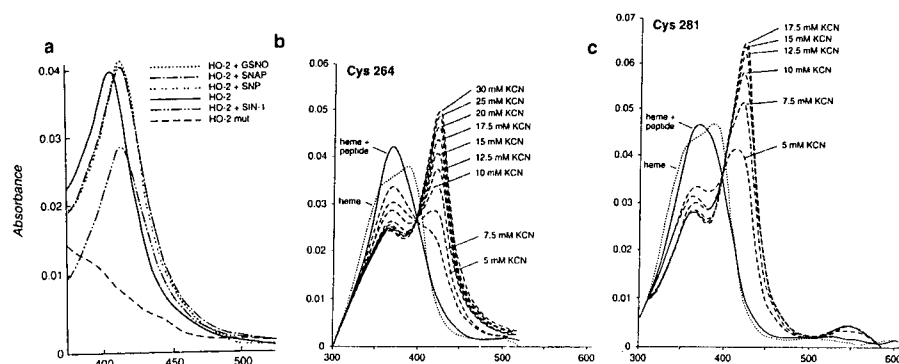 a
Absorbance
0.04
0.03
0.02
0.01
0
400
450
500
HO-2 + GSNO
HO-2 + SNAP
HO-2 + SNP
HO-2
HO-2 + SIN-1
HO-2 mut
b
Cys 264
0.06
0.05
0.04
0.03
0.02
0.01
0.00
300
400
500
600
heme +
peptide
heme
30 mM KCN
25 mM KCN
20 mM KCN
17.5 mM KCN
15 mM KCN
12.5 mM KCN
10 mM KCN
7.5 mM KCN
5 mM KCN
c
Cys 281
0.07
0.06
0.05
0.04
0.03
0.02
0.01
0.00
300
400
500
600
heme +
peptide
heme
17.5 mM KCN
15 mM KCN
12.5 mM KCN
10 mM KCN
7.5 mM KCN
5 mM KCN